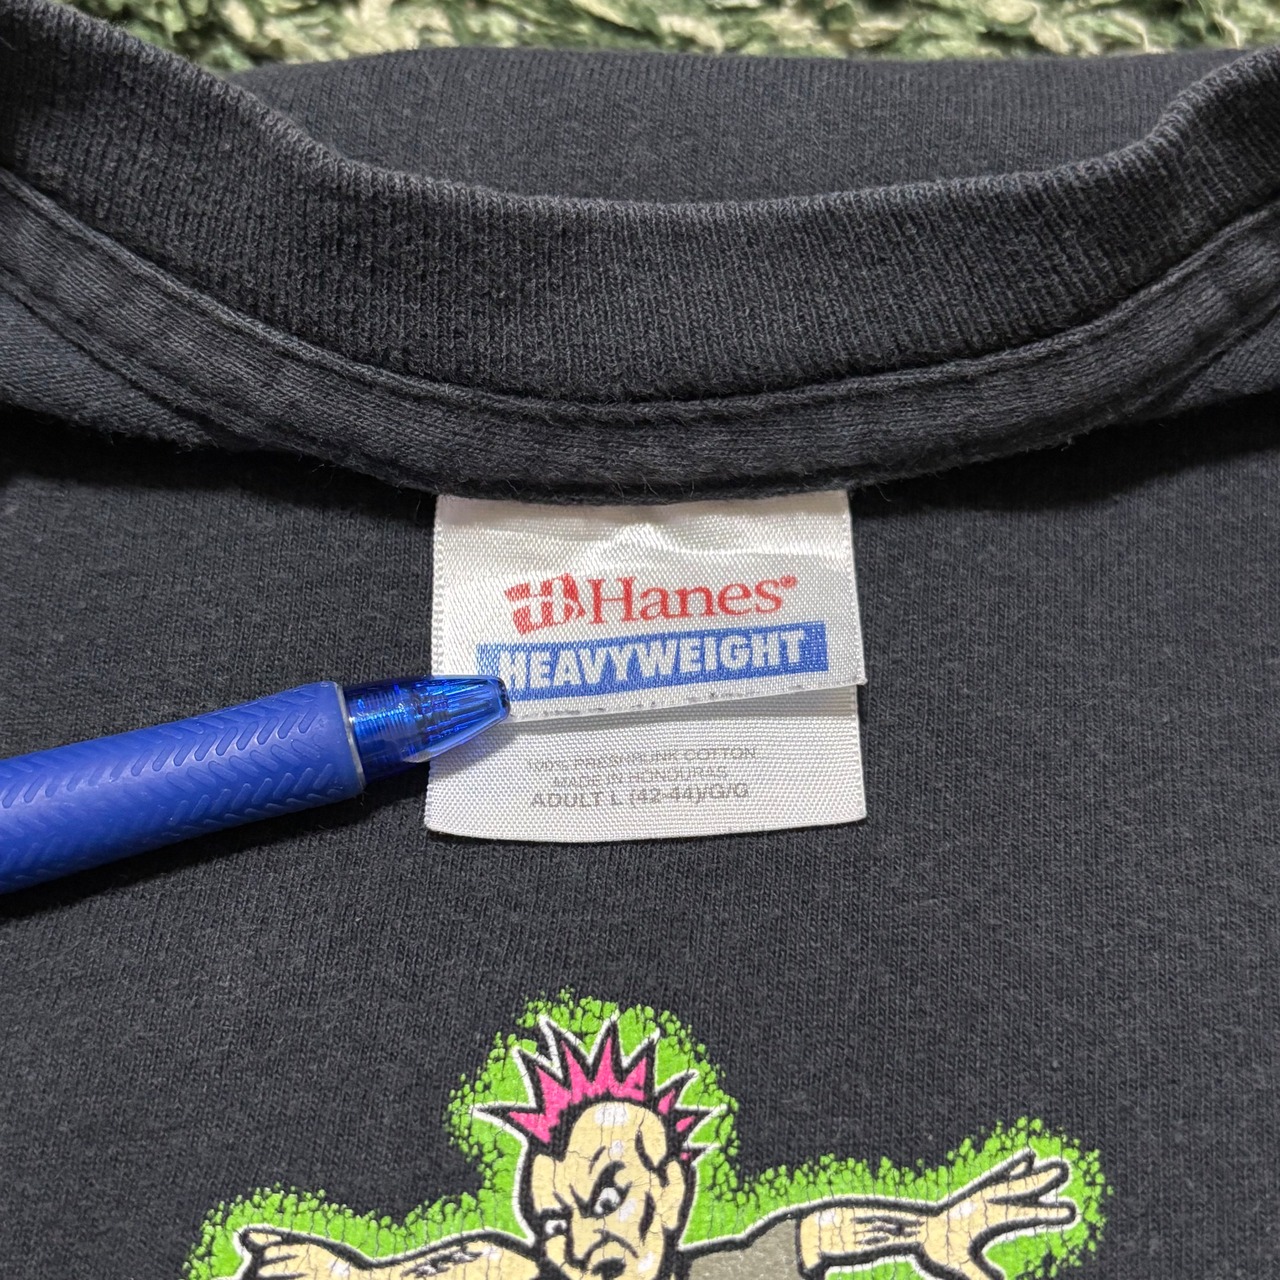 Hanes®
HEAVYWEIGHT
100% PRESHRUNK COTTON
MADE IN HONDURAS
ADULT L (42-44)/G/G